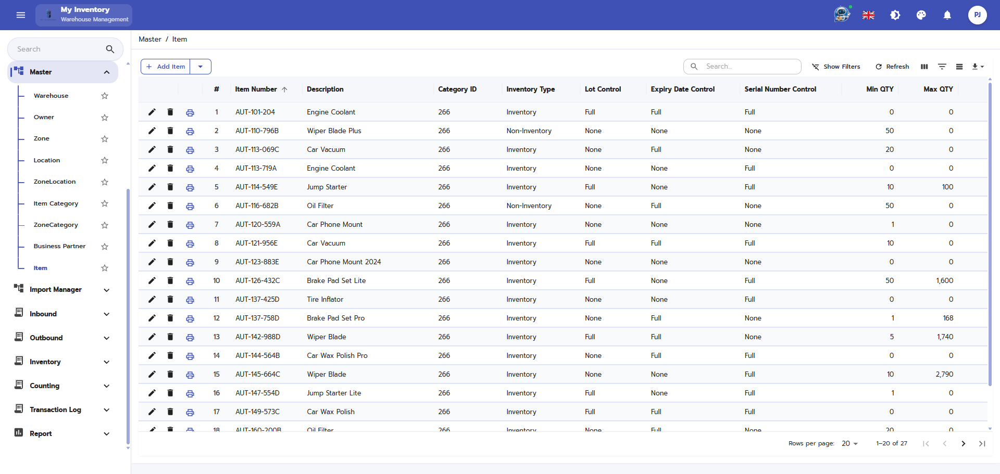 My Inventory
Warehouse Management
PJ
Search
Master
Warehouse
Owner
Zone
Location
ZoneLocation
Item Category
ZoneCategory
Business Partner
Item
Import Manager
Inbound
Outbound
Inventory
Counting
Transaction Log
Report
Master / Item
+ Add Item
Search...
Show Filters
Refresh
# Item Number Description Category ID Inventory Type Lot Control Expiry Date Control Serial Number Control Min QTY Max QTY
1 AUT-101-204 Engine Coolant 266 Inventory Full Full Full 0 0
2 AUT-110-796B Wiper Blade Plus 266 Non-Inventory None None None 50 0
3 AUT-113-069C Car Vacuum 266 Inventory None Full None 20 0
4 AUT-113-719A Engine Coolant 266 Inventory None None Full 0 0
5 AUT-114-549E Jump Starter 266 Inventory Full None Full 10 100
6 AUT-116-682B Oil Filter 266 Non-Inventory None Full None 50 0
7 AUT-120-559A Car Phone Mount 266 Inventory None None None 1 0
8 AUT-121-956E Car Vacuum 266 Inventory Full Full Full 10 0
9 AUT-123-883E Car Phone Mount 2024 266 Inventory None None None 0 0
10 AUT-126-432C Brake Pad Set Lite 266 Inventory Full None Full 50 1,600
11 AUT-137-425D Tire Inflator 266 Inventory None None Full 0 0
12 AUT-137-758D Brake Pad Set Pro 266 Inventory None Full None 1 168
13 AUT-142-988D Wiper Blade 266 Inventory Full Full None 5 1,740
14 AUT-144-564B Car Wax Polish Pro 266 Inventory None Full Full 0 0
15 AUT-145-664C Wiper Blade 266 Inventory None None Full 10 2,790
16 AUT-147-554D Jump Starter Lite 266 Inventory Full None Full 1 0
17 AUT-149-573C Car Wax Polish 266 Inventory Full Full Full 0 0
18 AUT-160-200B Oil Filter 266 Inventory None Full None 20 0
Rows per page: 20 1–20 of 27